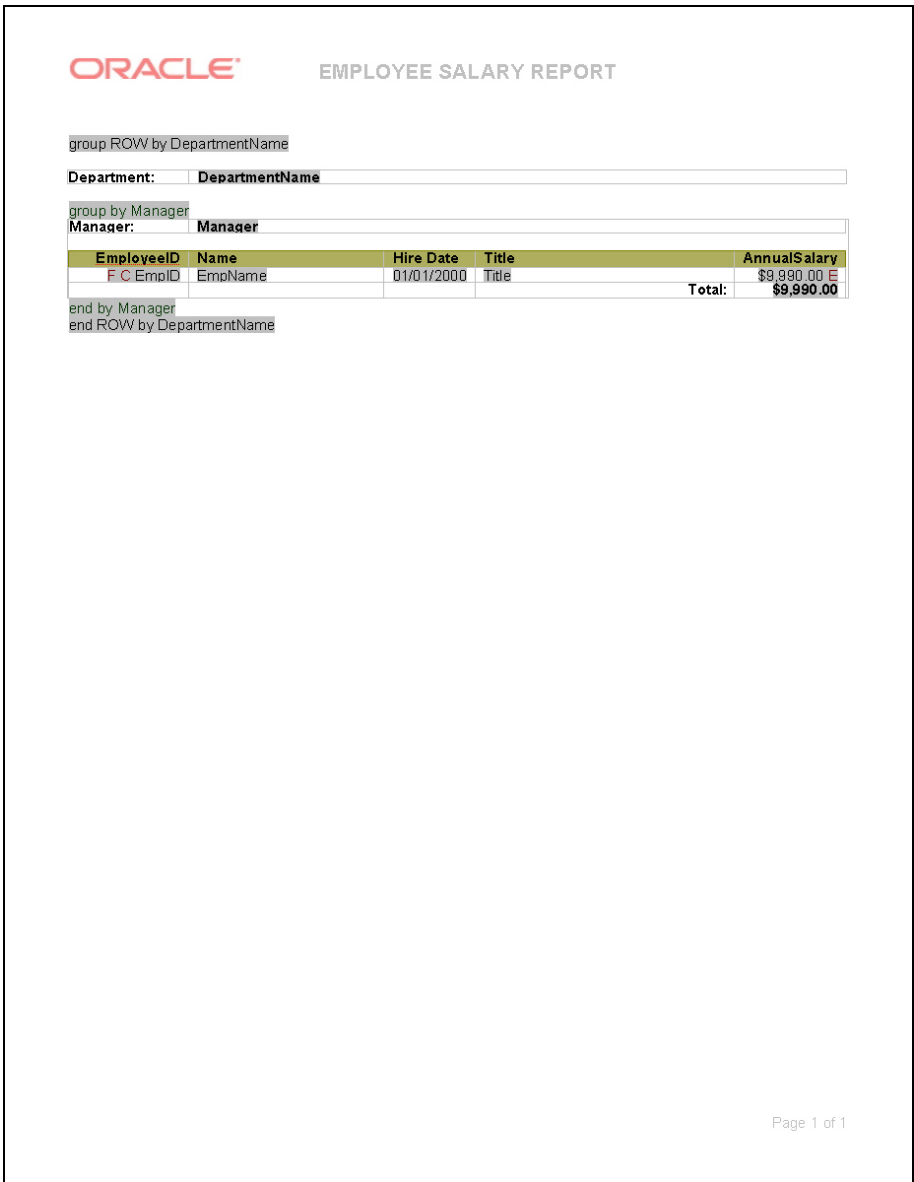 ORACLE EMPLOYEE SALARY REPORT
group ROW by DepartmentName
Department: DepartmentName
group by Manager
Manager: Manager
EmployeeID Name Hire Date Title AnnualSalary
F C EmpID EmpName 01/01/2000 Title $9,990.00 E
Total: $9,990.00
end by Manager
end ROW by DepartmentName
Page 1 of 1